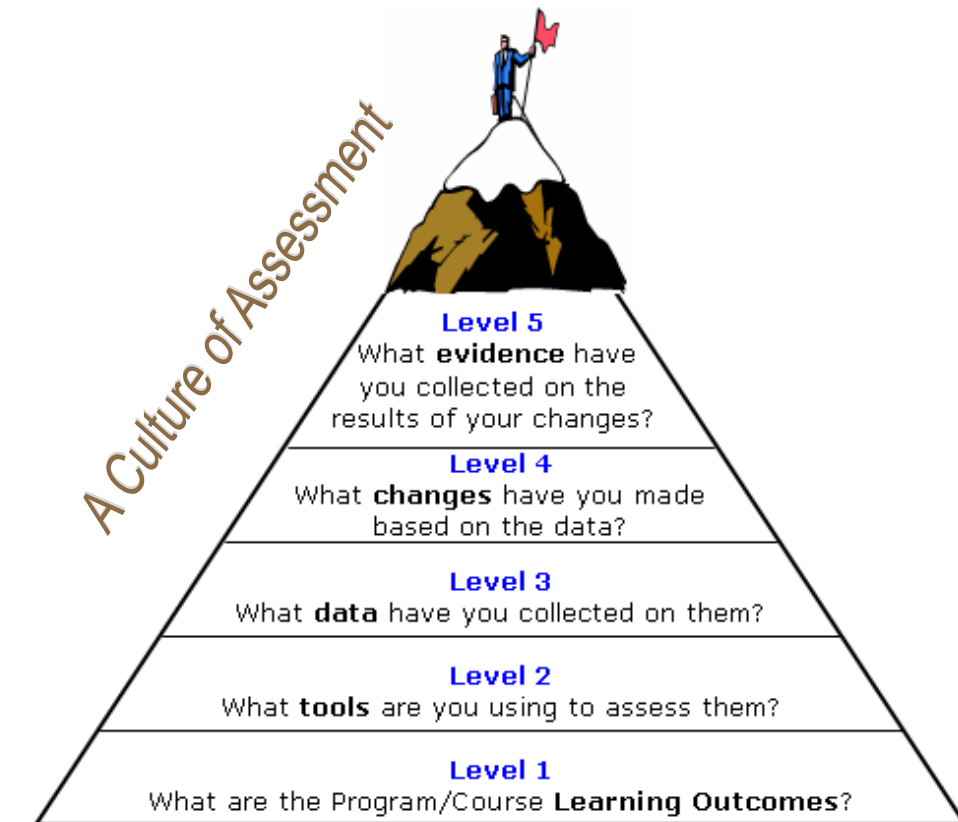 A Culture of Assessment
Level 5
What evidence have
you collected on the
results of your changes?
Level 4
What changes have you made
based on the data?
Level 3
What data have you collected on them?
Level 2
What tools are you using to assess them?
Level 1
What are the Program/Course Learning Outcomes?